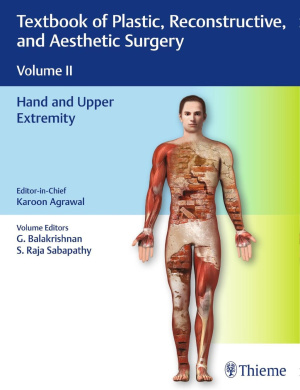 Textbook of Plastic, Reconstructive,
and Aesthetic Surgery
Volume II
Hand and Upper
Extremity
Editor-in-Chief
Karoon Agrawal
Volume Editors
G. Balakrishnan
S. Raja Sabapathy
Thieme